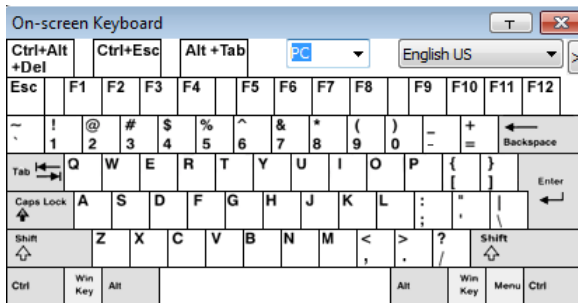 On-screen Keyboard T X
Ctrl+Alt +Del Ctrl+Esc Alt +Tab PC English US >
Esc F1 F2 F3 F4 F5 F6 F7 F8 F9 F10 F11 F12
~ ` ! 1 @ 2 # 3 $ 4 % 5 ^ 6 & 7 * 8 ( 9 ) 0 _ - + = Backspace
Tab Q W E R T Y U I O P { [ } ] Enter
Caps Lock A S D F G H J K L : ; " ' | \
Shift Z X C V B N M < , > . ? / Shift
Ctrl Win Key Alt Alt Win Key Menu Ctrl